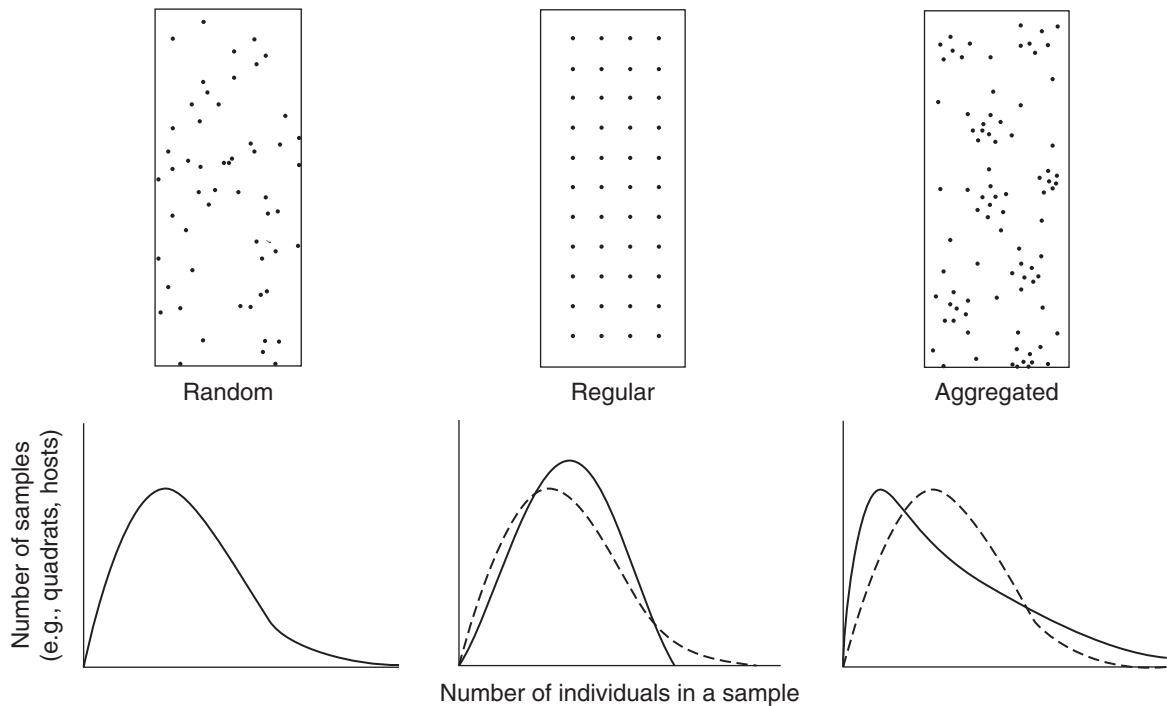 Random
Regular
Aggregated
Number of samples
(e.g., quadrats, hosts)
Number of individuals in a sample